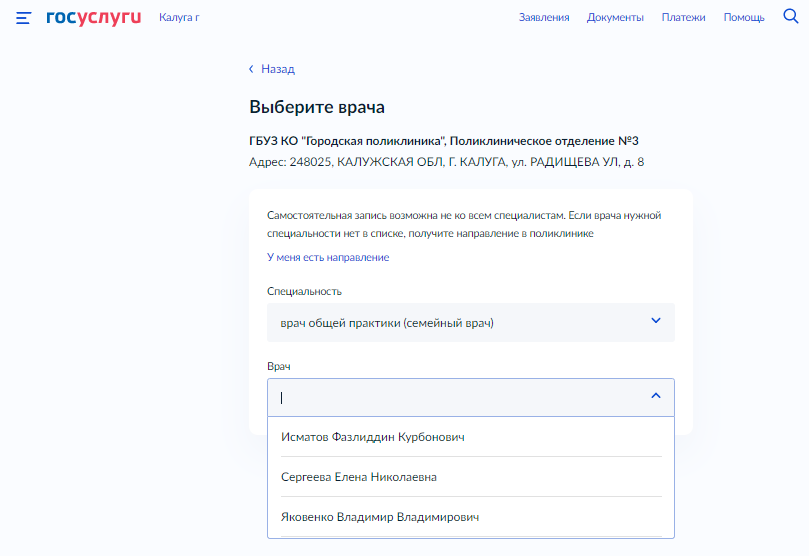 госуслуги Калуга г Заявления Документы Платежи Помощь
Назад
Выберите врача
ГБУЗ КО "Городская поликлиника", Поликлиническое отделение №3
Адрес: 248025, КАЛУЖСКАЯ ОБЛ, Г. КАЛУГА, ул. РАДИЩЕВА УЛ, д. 8
Самостоятельная запись возможна не ко всем специалистам. Если врача нужной
специальности нет в списке, получите направление в поликлинике
У меня есть направление
Специальность
врач общей практики (семейный врач)
Врач
Исматов Фазлиддин Курбонович
Сергеева Елена Николаевна
Яковенко Владимир Владимирович